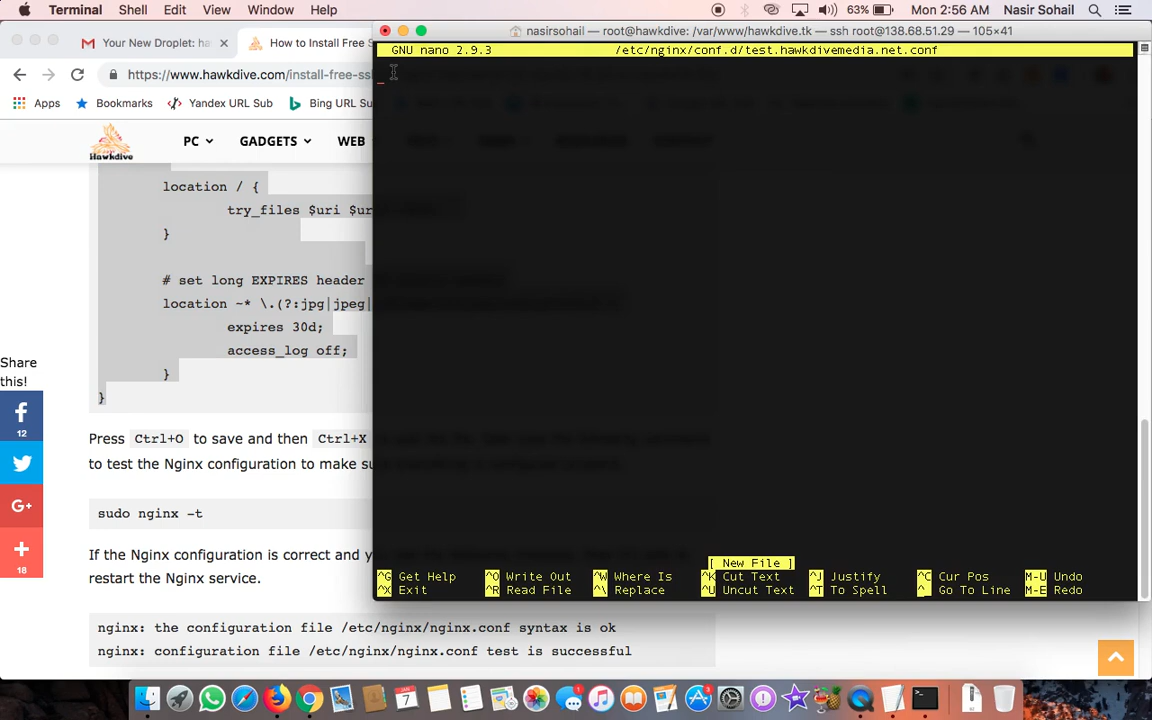 Terminal Shell Edit View Window Help 63% Mon 2:56 AM Nasir Sohail
Your New Droplet: haw
How to Install Free S
nasirsohail — root@hawkdive: /var/www/hawkdive.tk — ssh root@138.68.51.29 — 105×41
https://www.hawkdive.com/install-free-ss
Apps Bookmarks Yandex URL Sub Bing URL Su
GNU nano 2.9.3 /etc/nginx/conf.d/test.hawkdivemedia.net.conf
Hawkdive
PC GADGETS WEB
location / {
try_files $uri $ur
}
# set long EXPIRES header
location ~* \.(?:jpg|jpeg|
expires 30d;
access_log off;
}
}
Share
this!
12
18
Press Ctrl+O to save and then Ctrl+X
to test the Nginx configuration to make su
sudo nginx -t
If the Nginx configuration is correct and y
restart the Nginx service.
nginx: the configuration file /etc/nginx/nginx.conf syntax is ok
nginx: configuration file /etc/nginx/nginx.conf test is successful
[ New File ]
^G Get Help ^O Write Out ^W Where Is ^K Cut Text ^J Justify ^C Cur Pos M-U Undo
^X Exit ^R Read File ^\ Replace ^U Uncut Text ^T To Spell ^_ Go To Line M-E Redo